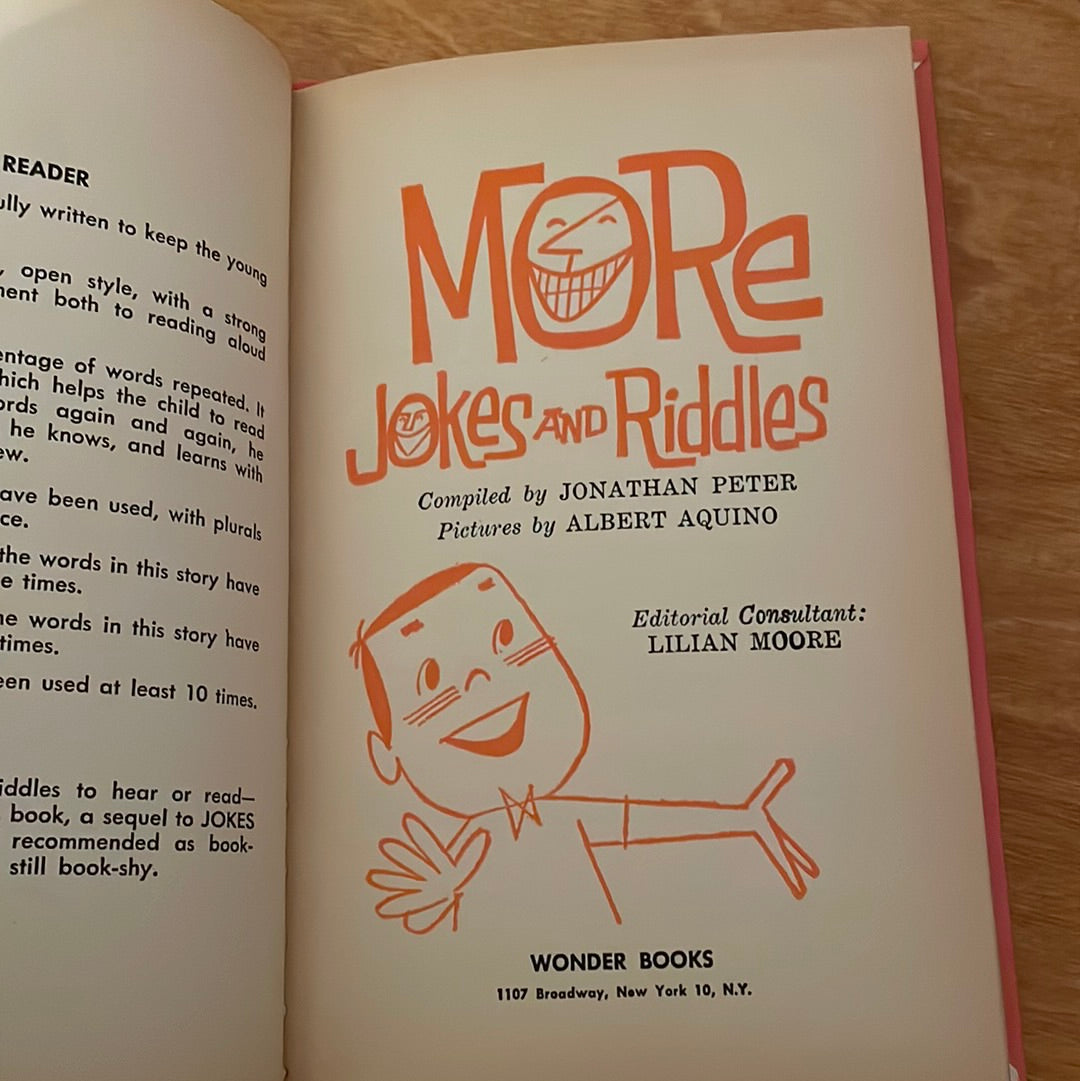 READER
ully written to keep the young
, open style, with a strong
ment both to reading aloud
entage of words repeated. It
hich helps the child to read
ords again and again, he
he knows, and learns with
ew.
ave been used, with plurals
ce.
the words in this story have
e times.
he words in this story have
times.
een used at least 10 times.
iddles to hear or read—
book, a sequel to JOKES
recommended as book-
still book-shy.
MORe
JOKes AND Riddles
Compiled by JONATHAN PETER
Pictures by ALBERT AQUINO
Editorial Consultant:
LILIAN MOORE
WONDER BOOKS
1107 Broadway, New York 10, N.Y.